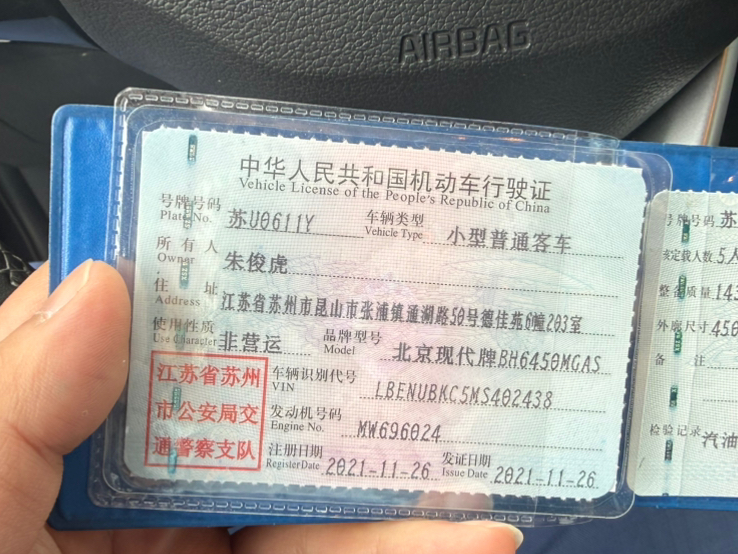 AIRBAG
中华人民共和国机动车行驶证
Vehicle License of the People's Republic of China
号牌号码 苏U0611Y 车辆类型 小型普通客车
Plate No. Vehicle Type
所有人 朱俊虎
Owner
住址 江苏省苏州市昆山市张浦镇通湖路50号德佳苑6幢203室
Address
使用性质 非营运 品牌型号 北京现代牌BH6450MGAS
Use Character Model
江苏省苏州
市公安局交
通警察支队
车辆识别代号 LBENUBKC5MS402438
VIN
发动机号码 MW696024
Engine No.
注册日期 2021-11-26 发证日期 2021-11-26
Register Date Issue Date
号牌号码 苏
核定载人数 5人
整备质量 143
外廓尺寸 450
备注
检验记录 汽油